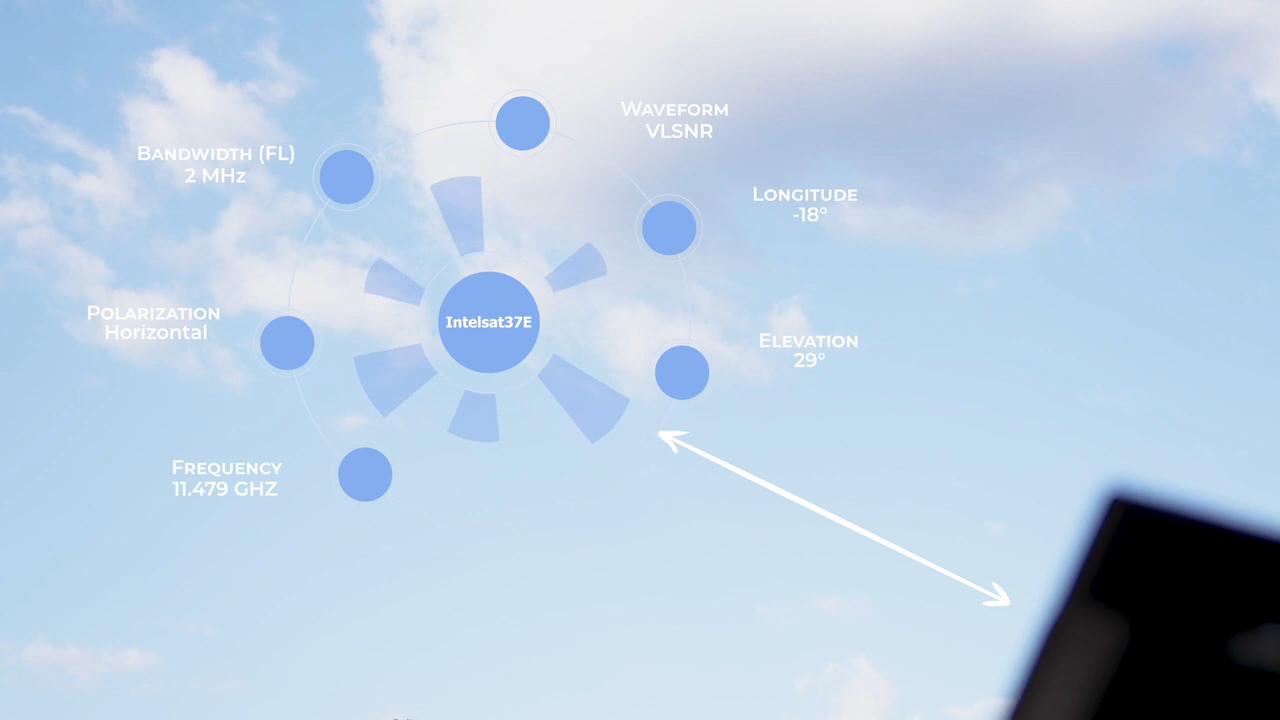 WAVEFORM
VLSNR
BANDWIDTH (FL)
2 MHz
LONGITUDE
-18°
Intelsat37E
POLARIZATION
Horizontal
ELEVATION
29°
FREQUENCY
11.479 GHZ